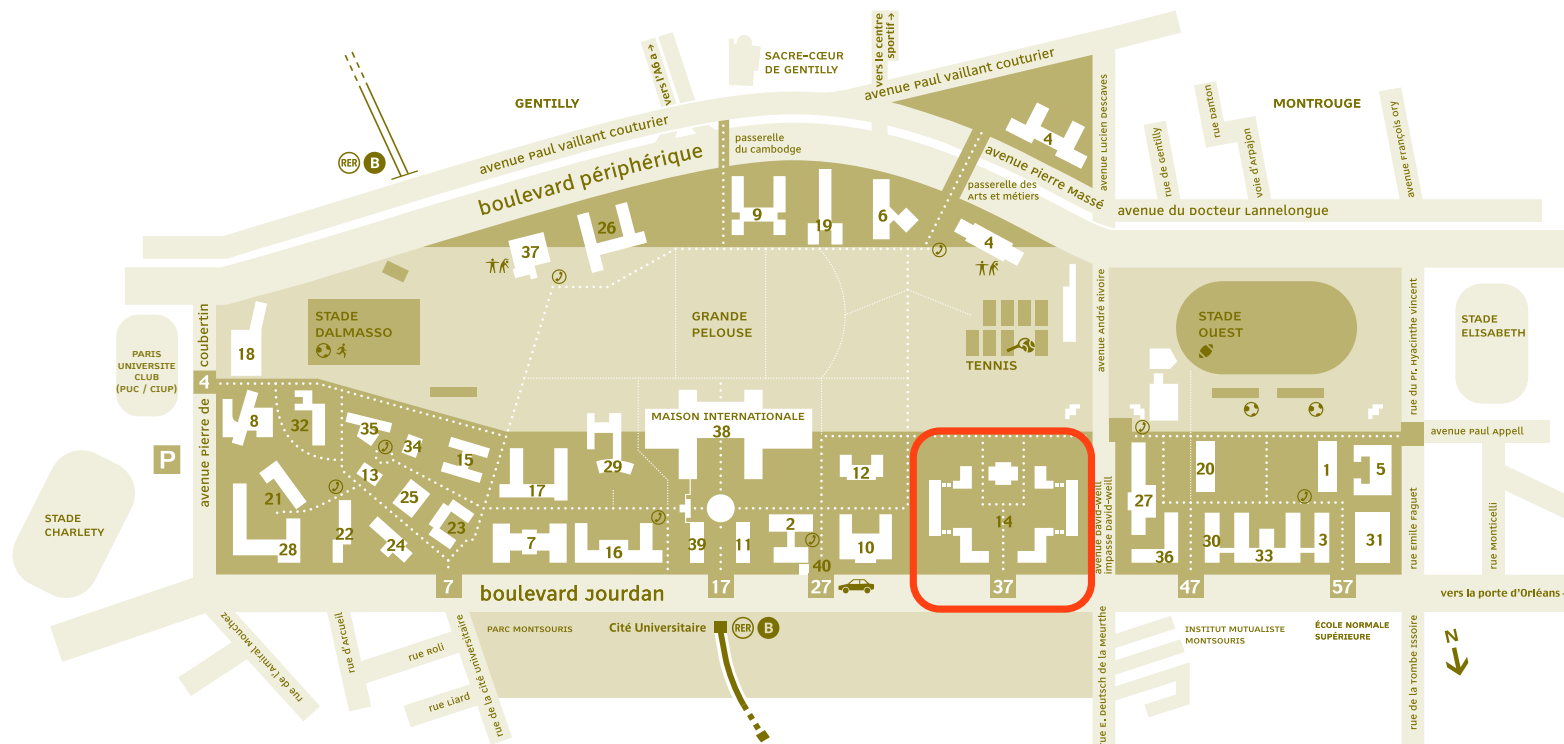 vers l'A6a →
SACRE-CŒUR
DE GENTILLY
vers le centre
sportif →
avenue Paul vaillant couturier
GENTILLY
MONTROUGE
RER B
avenue Paul vaillant couturier
boulevard périphérique
passerelle
du cambodge
4
avenue Pierre Massé
avenue Lucien Descaves
rue de Gentilly
rue Danton
voie d'Arpajon
avenue François ory
passerelle des
Arts et métiers
avenue du Docteur Lannelongue
26
37
9
19
6
4
STADE
DALMASSO
GRANDE
PELOUSE
TENNIS
avenue André Rivoire
STADE
OUEST
rue du Pr. Hyacinthe vincent
STADE
ELISABETH
PARIS
UNIVERSITE
CLUB
(PUC / CIUP)
avenue Pierre de coubertin
4
18
8
32
35
34
15
13
25
23
21
22
24
28
P
STADE
CHARLETY
MAISON INTERNATIONALE
38
29
17
7
16
39
11
2
12
10
40
14
avenue David-weill
impasse David-weill
27
20
1
5
36
30
33
3
31
avenue Paul Appell
rue Emile Faguet
rue Monticelli
7
boulevard Jourdan
17
27
37
47
57
vers la porte d'Orléans
rue de l'Amiral Mouchez
rue d'Arcueil
rue Roli
rue Liard
rue de la cité universitaire
PARC MONTSOURIS
Cité Universitaire RER B
rue E. Deutsch de la Meurthe
INSTITUT MUTUALISTE
MONTSOURIS
ÉCOLE NORMALE
SUPÉRIEURE
rue de la Tombe Issoire
N